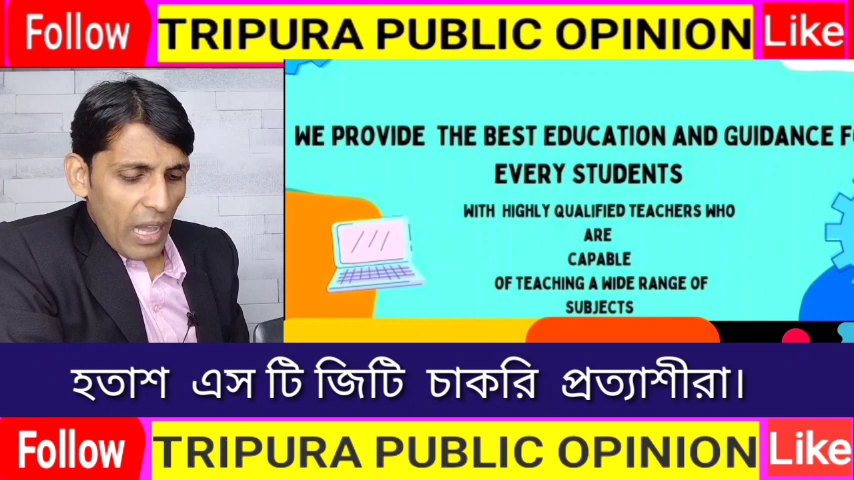 Follow TRIPURA PUBLIC OPINION Like
WE PROVIDE THE BEST EDUCATION AND GUIDANCE
EVERY STUDENTS
WITH HIGHLY QUALIFIED TEACHERS WHO
ARE
CAPABLE
OF TEACHING A WIDE RANGE OF
SUBJECTS
হতাশ এস টি জিটি চাকরি প্রত্যাশীরা।
Follow TRIPURA PUBLIC OPINION Like